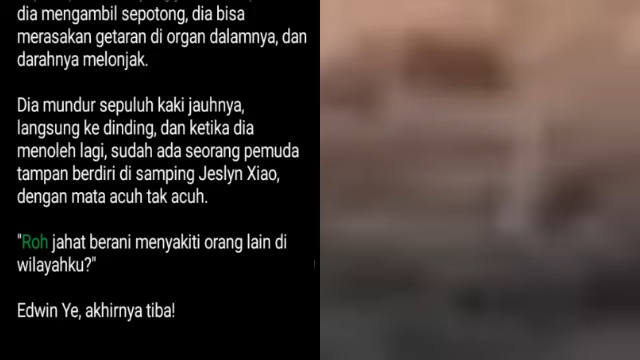 dia mengambil sepotong, dia bisa
merasakan getaran di organ dalamnya, dan
darahnya melonjak.
Dia mundur sepuluh kaki jauhnya,
langsung ke dinding, dan ketika dia
menoleh lagi, sudah ada seorang pemuda
tampan berdiri di samping Jeslyn Xiao,
dengan mata acuh tak acuh.
"Roh jahat berani menyakiti orang lain di
wilayahku?"
Edwin Ye, akhirnya tiba!